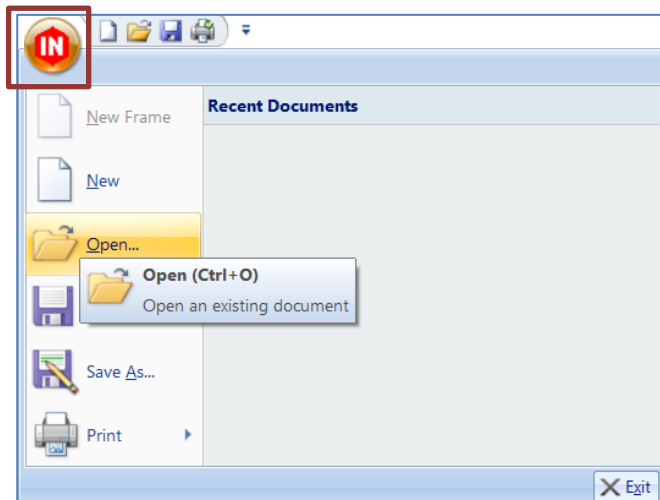 IN
New Frame
Recent Documents
New
Open...
Open (Ctrl+O)
Open an existing document
Save As...
Print
Exit